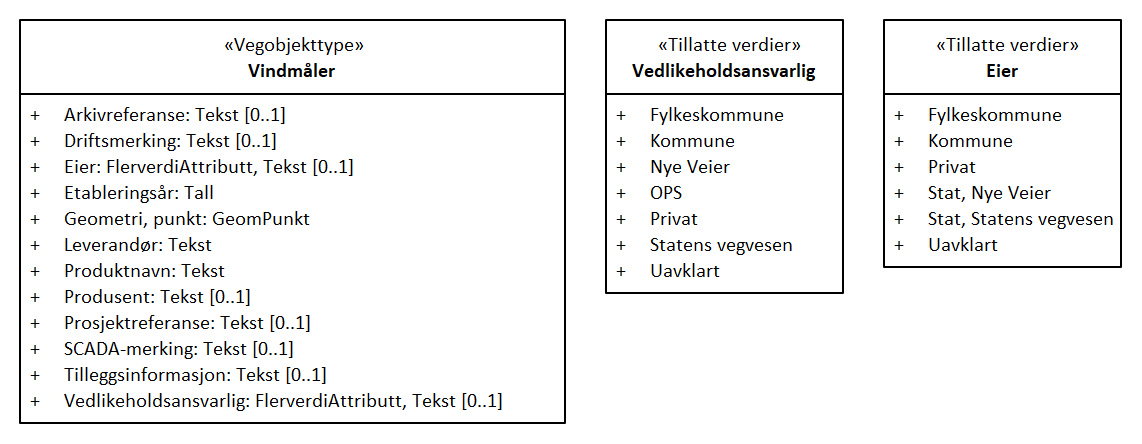 «Vegobjekttype»
Vindmåler
+ Arkivreferanse: Tekst [0..1]
+ Driftsmerking: Tekst [0..1]
+ Eier: FlerverdiAttributt, Tekst [0..1]
+ Etableringsår: Tall
+ Geometri, punkt: GeomPunkt
+ Leverandør: Tekst
+ Produktnavn: Tekst
+ Produsent: Tekst [0..1]
+ Prosjektreferanse: Tekst [0..1]
+ SCADA-merking: Tekst [0..1]
+ Tilleggsinformasjon: Tekst [0..1]
+ Vedlikeholdsansvarlig: FlerverdiAttributt, Tekst [0..1]
«Tillatte verdier»
Vedlikeholdsansvarlig
+ Fylkeskommune
+ Kommune
+ Nye Veier
+ OPS
+ Privat
+ Statens vegvesen
+ Uavklart
«Tillatte verdier»
Eier
+ Fylkeskommune
+ Kommune
+ Privat
+ Stat, Nye Veier
+ Stat, Statens vegvesen
+ Uavklart